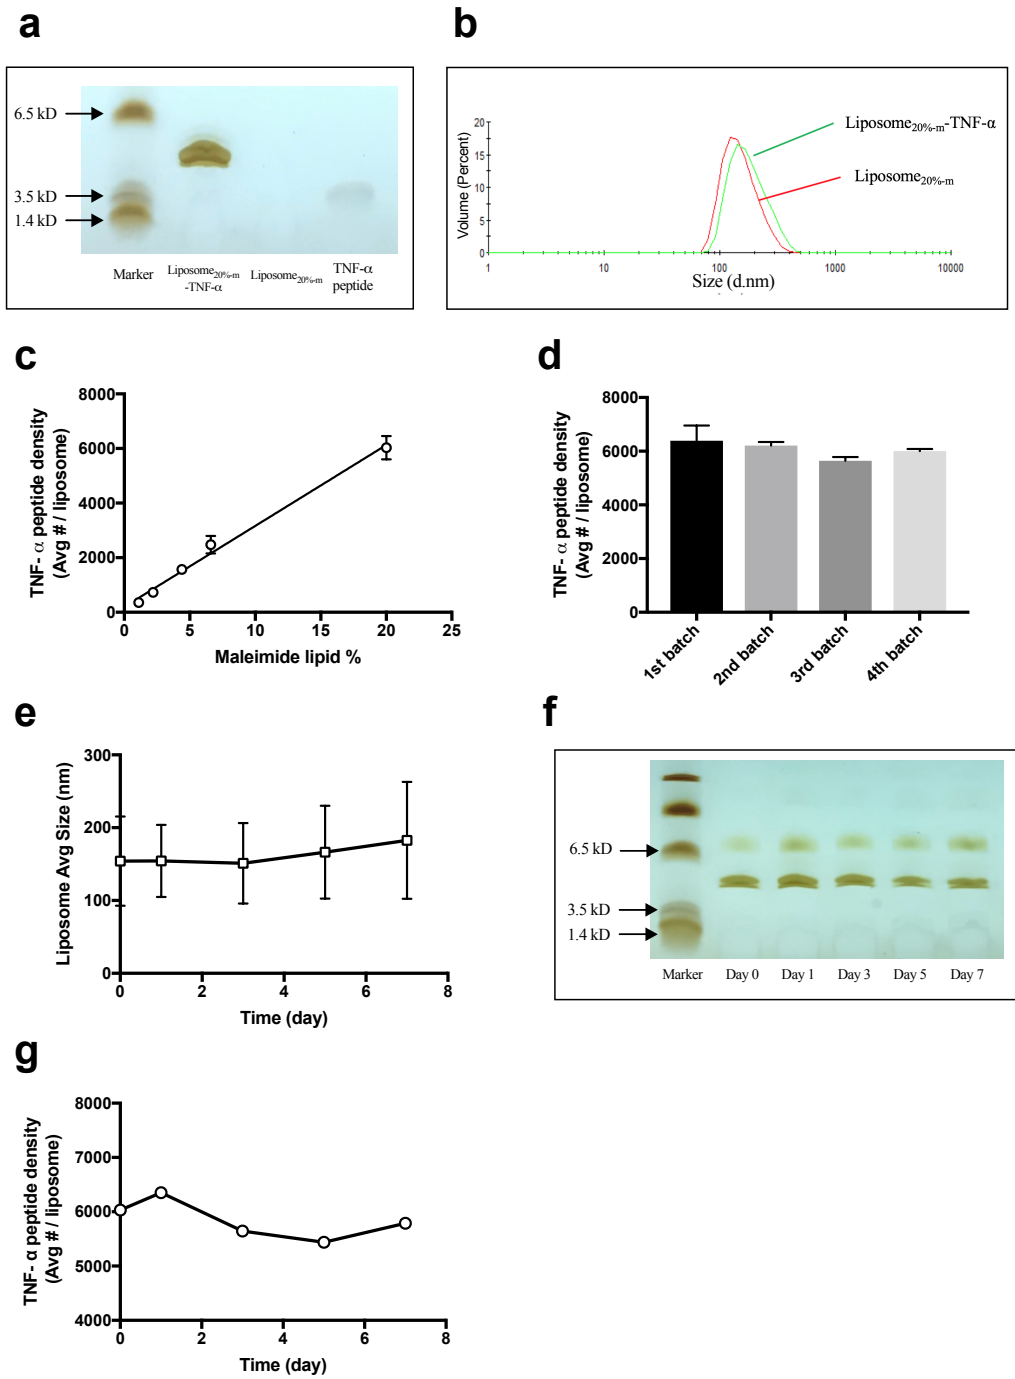 a
6.5 kD
3.5 kD
1.4 kD
Marker
Liposome20%-m
-TNF-α
Liposome20%-m
TNF-α
peptide
b
Volume (Percent)
20
15
10
5
0
1
10
100
1000
10000
Size (d.nm)
Liposome20%-m-TNF-α
Liposome20%-m
c
TNF- α peptide density
(Avg # / liposome)
8000
6000
4000
2000
0
0 5 10 15 20 25
Maleimide lipid %
d
TNF- α peptide density
(Avg # / liposome)
8000
6000
4000
2000
0
1st batch
2nd batch
3rd batch
4th batch
e
Liposome Avg Size (nm)
300
200
100
0
0 2 4 6 8
Time (day)
f
6.5 kD
3.5 kD
1.4 kD
Marker Day 0 Day 1 Day 3 Day 5 Day 7
g
TNF- α peptide density
(Avg # / liposome)
8000
7000
6000
5000
4000
0 2 4 6 8
Time (day)